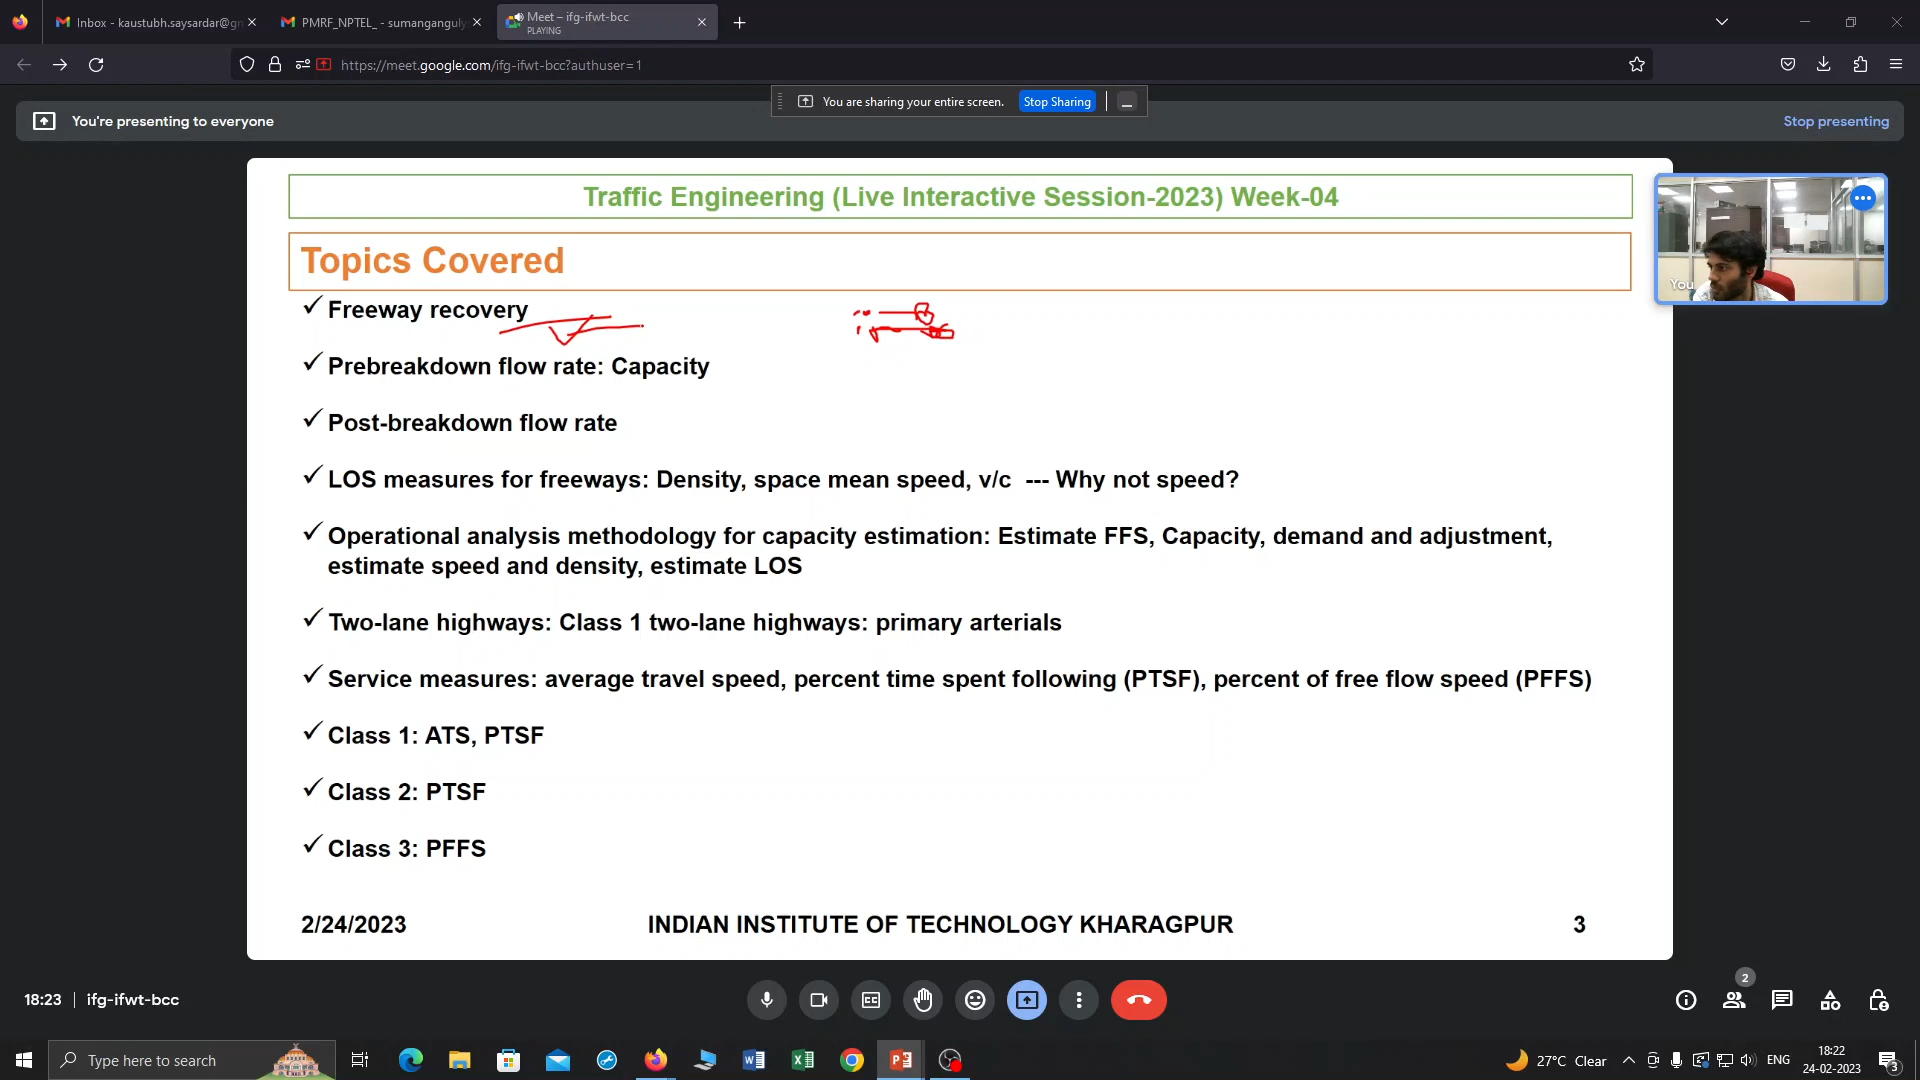 Inbox - kaustubh.saysardar@gm
PMRF_NPTEL_ - sumanganguly
Meet – ifg-ifwt-bcc
PLAYING
https://meet.google.com/ifg-ifwt-bcc?authuser=1
You are sharing your entire screen.
Stop Sharing
You're presenting to everyone
Stop presenting
Traffic Engineering (Live Interactive Session-2023) Week-04
Topics Covered
You
✓ Freeway recovery
✓ Prebreakdown flow rate: Capacity
✓ Post-breakdown flow rate
✓ LOS measures for freeways: Density, space mean speed, v/c --- Why not speed?
✓ Operational analysis methodology for capacity estimation: Estimate FFS, Capacity, demand and adjustment,
estimate speed and density, estimate LOS
✓ Two-lane highways: Class 1 two-lane highways: primary arterials
✓ Service measures: average travel speed, percent time spent following (PTSF), percent of free flow speed (PFFS)
✓ Class 1: ATS, PTSF
✓ Class 2: PTSF
✓ Class 3: PFFS
2/24/2023
INDIAN INSTITUTE OF TECHNOLOGY KHARAGPUR
3
18:23 | ifg-ifwt-bcc
2
Type here to search
27°C Clear
ENG
18:22
24-02-2023
3